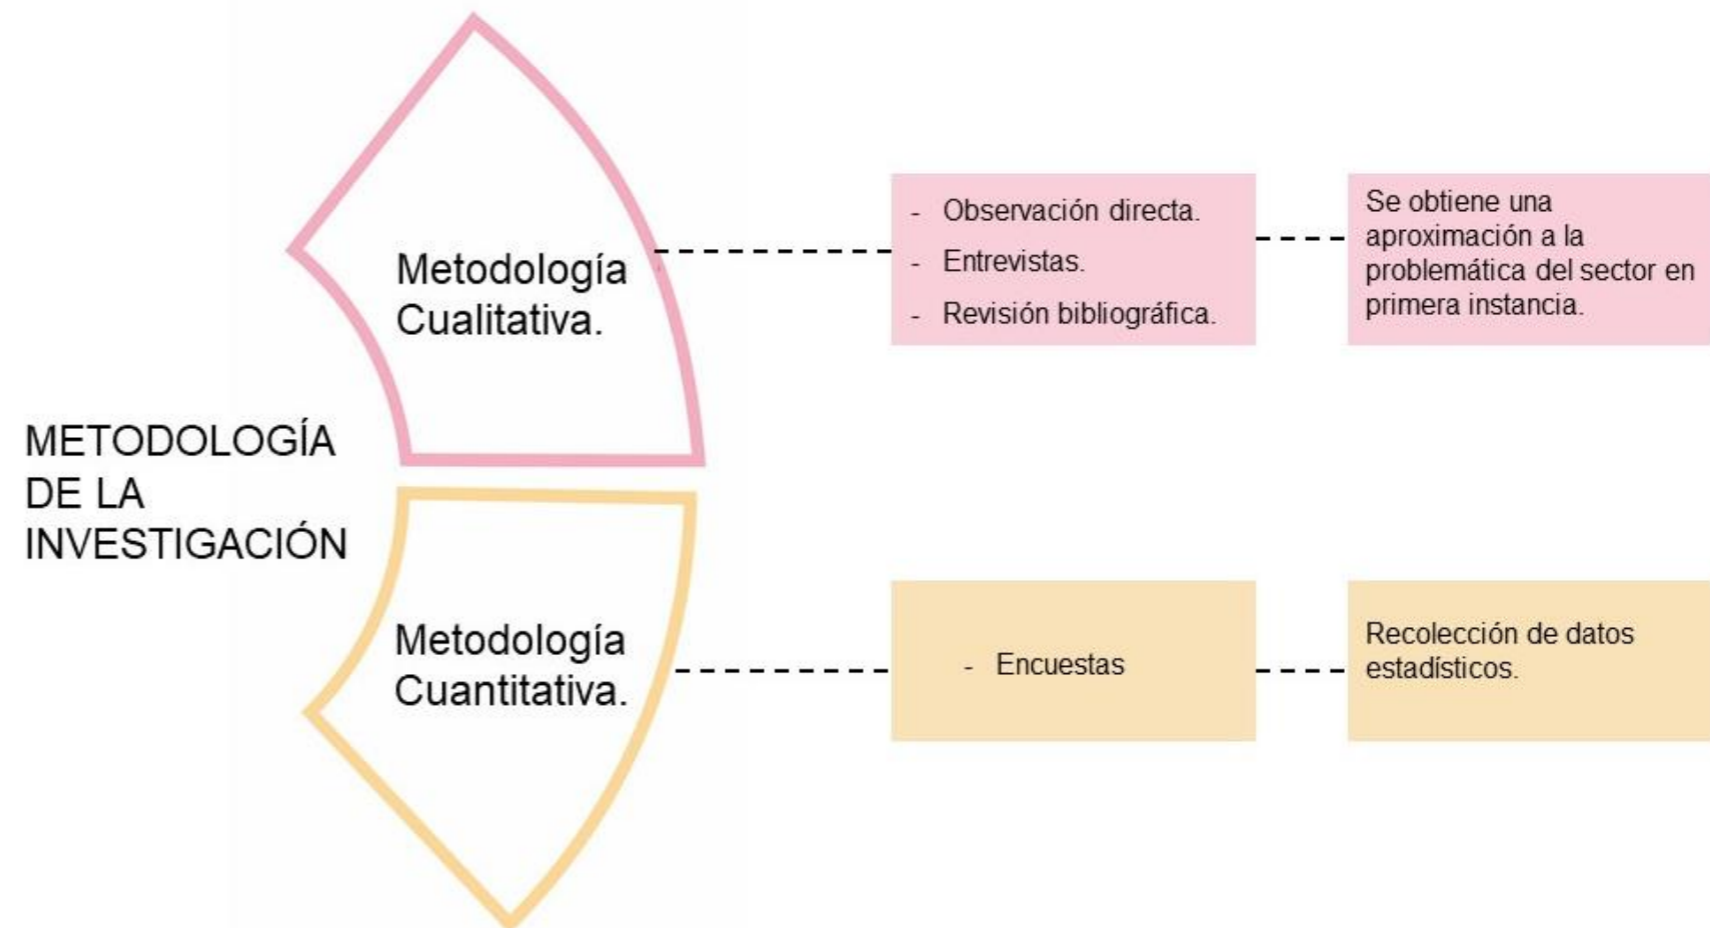 METODOLOGÍA
DE LA
INVESTIGACIÓN
Metodología
Cualitativa.
- Observación directa.
- Entrevistas.
- Revisión bibliográfica.
Se obtiene una
aproximación a la
problemática del sector en
primera instancia.
Metodología
Cuantitativa.
- Encuestas
Recolección de datos
estadísticos.